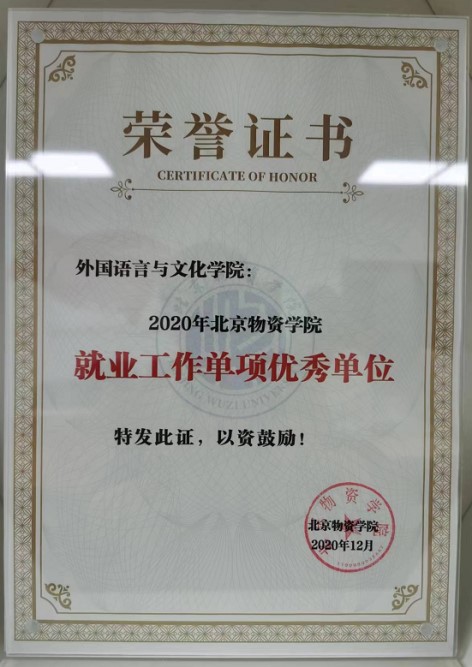 荣誉证书
CERTIFICATE OF HONOR
外国语言与文化学院：
2020年北京物资学院
就业工作单项优秀单位
特发此证，以资鼓励！
北京物资学院
2020年12月